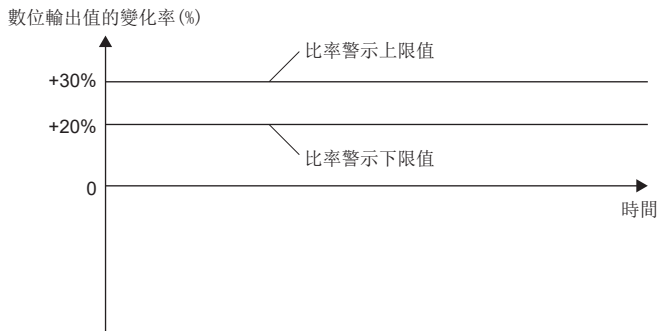 數位輸出值的變化率(%)
比率警示上限值
+30%
+20%
比率警示下限值
0
時間